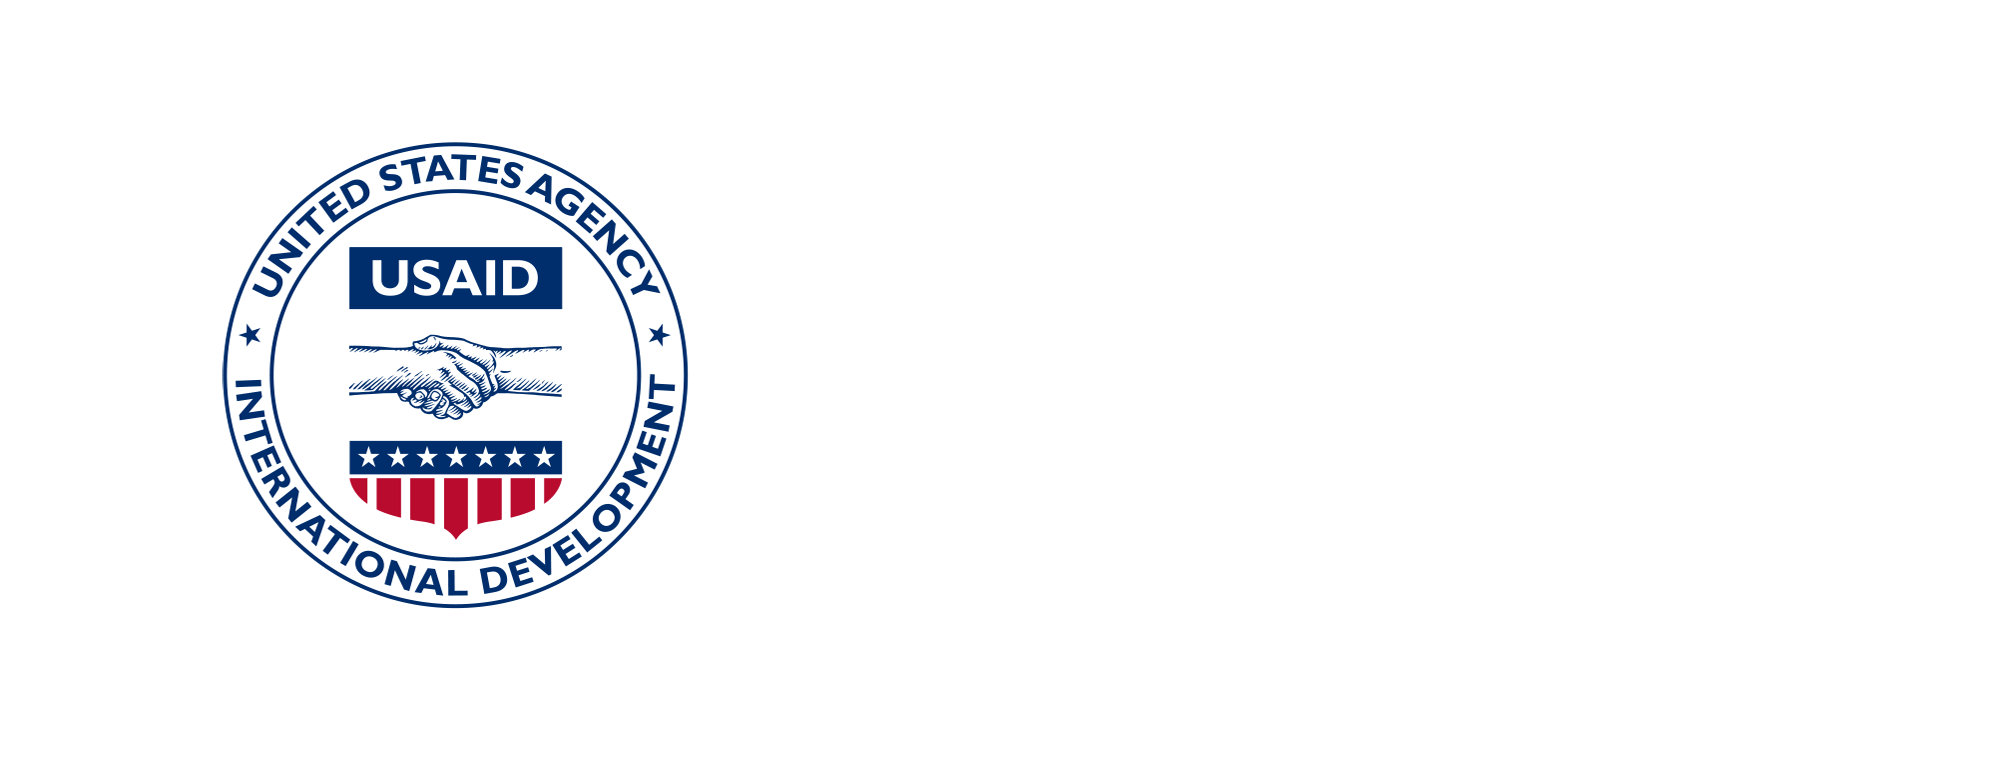 UNITED STATES AGENCY
USAID
INTERNATIONAL DEVELOPMENT